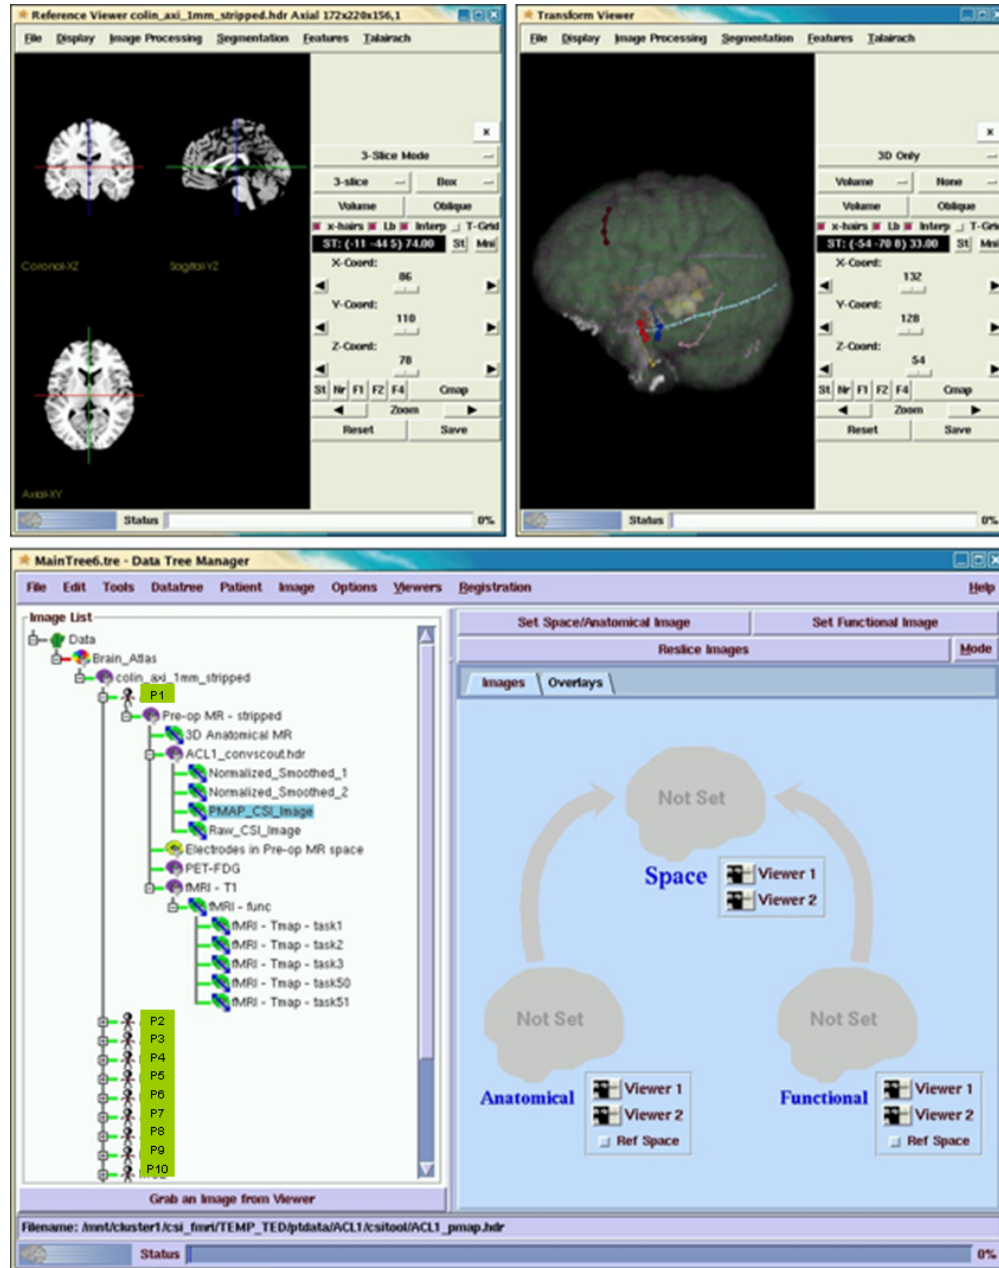 Reference Viewer colin_axi_1mm_stripped.hdr Axial 172x220x156,1
File Display Image Processing Segmentation Features Talairach
x
3-Slice Mode
3-slice Box
Volume Oblique
x-hairs Lb Interp T-Grid
ST: (-11 -44 5) 74.00 St Mni
X-Coord:
86
Y-Coord:
110
Z-Coord:
78
St Nr F1 F2 F4 Cmap
Zoom
Reset Save
Coronal-XZ Sagital-YZ
Axial-XY
Status 0%
Transform Viewer
File Display Image Processing Segmentation Features Talairach
x
3D Only
Volume None
Volume Oblique
x-hairs Lb Interp T-Grid
ST: (-54 -70 8) 33.00 St Mni
X-Coord:
132
Y-Coord:
128
Z-Coord:
54
St Nr F1 F2 F4 Cmap
Zoom
Reset Save
Status 0%
MainTree6.tre - Data Tree Manager
File Edit Tools Datatree Patient Image Options Viewers Registration Help
Image List
Data
Brain_Atlas
colin_axi_1mm_stripped
P1
Pre-op MR - stripped
3D Anatomical MR
ACL1_convscout.hdr
Normalized_Smoothed_1
Normalized_Smoothed_2
PMAP_CSI_Image
Raw_CSI_Image
Electrodes in Pre-op MR space
PET-FDG
fMRI - T1
fMRI - func
fMRI - Tmap - task1
fMRI - Tmap - task2
fMRI - Tmap - task3
fMRI - Tmap - task50
fMRI - Tmap - task51
P2
P3
P4
P5
P6
P7
P8
P9
P10
Grab an Image from Viewer
Set Space/Anatomical Image Set Functional Image
Reslice Images Mode
Images Overlays
Not Set
Space
Viewer 1
Viewer 2
Not Set
Anatomical
Viewer 1
Viewer 2
Ref Space
Not Set
Functional
Viewer 1
Viewer 2
Ref Space
Filename: /mnt/cluster1/csi_fmri/TEMP_TED/ptdata/ACL1/csitool/ACL1_pmap.hdr
Status 0%